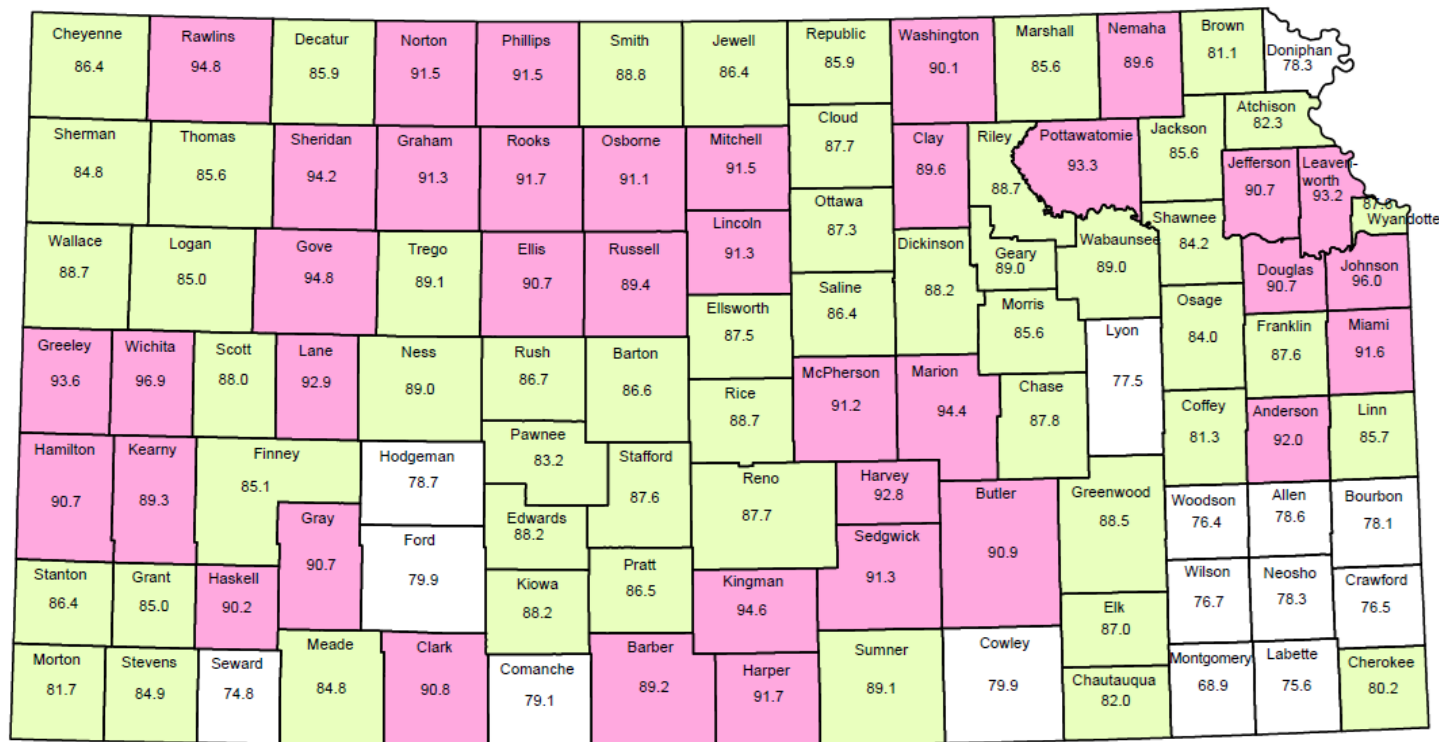 Cheyenne
86.4
Rawlins
94.8
Decatur
85.9
Norton
91.5
Phillips
91.5
Smith
88.8
Jewell
86.4
Republic
85.9
Washington
90.1
Marshall
85.6
Nemaha
89.6
Brown
81.1
Doniphan
78.3
Sherman
84.8
Thomas
85.6
Sheridan
94.2
Graham
91.3
Rooks
91.7
Osborne
91.1
Mitchell
91.5
Cloud
87.7
Clay
89.6
Riley
88.7
Pottawatomie
93.3
Jackson
85.6
Atchison
82.3
Jefferson
90.7
Leaven-
worth
93.2
Wyandotte
Wallace
88.7
Logan
85.0
Gove
94.8
Trego
89.1
Ellis
90.7
Russell
89.4
Lincoln
91.3
Ottawa
87.3
Dickinson
88.2
Geary
89.0
Wabaunsee
89.0
Shawnee
84.2
Douglas
90.7
Johnson
96.0
Ellsworth
87.5
Saline
86.4
Morris
85.6
Lyon
77.5
Osage
84.0
Franklin
87.6
Miami
91.6
Greeley
93.6
Wichita
96.9
Scott
88.0
Lane
92.9
Ness
89.0
Rush
86.7
Barton
86.6
Rice
88.7
McPherson
91.2
Marion
94.4
Chase
87.8
Coffey
81.3
Anderson
92.0
Linn
85.7
Hamilton
90.7
Kearny
89.3
Finney
85.1
Hodgeman
78.7
Pawnee
83.2
Stafford
87.6
Reno
87.7
Harvey
92.8
Butler
90.9
Greenwood
88.5
Woodson
76.4
Allen
78.6
Bourbon
78.1
Gray
90.7
Ford
79.9
Edwards
88.2
Sedgwick
91.3
Stanton
86.4
Grant
85.0
Haskell
90.2
Kiowa
88.2
Pratt
86.5
Kingman
94.6
Elk
87.0
Wilson
76.7
Neosho
78.3
Crawford
76.5
Morton
81.7
Stevens
84.9
Seward
74.8
Meade
84.8
Clark
90.8
Comanche
79.1
Barber
89.2
Harper
91.7
Sumner
89.1
Cowley
79.9
Chautauqua
82.0
Montgomery
68.9
Labette
75.6
Cherokee
80.2